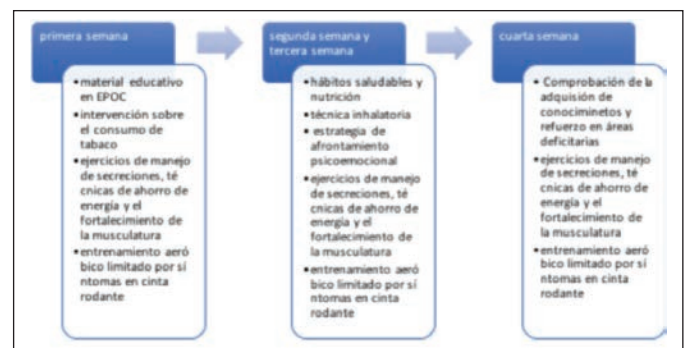 primera semana
•material educativo
en EPOC
•intervención sobre
el consumo de
tabaco
•ejercicios de manejo
de secreciones, té
cnicas de ahorro de
energía y el
fortalecimiento de
la musculatura
•entrenamiento aeró
bico limitado por sí
ntomas en cinta
rodante
segunda semana y
tercera semana
•hábitos saludables y
nutrición
•técnica inhalatoria
• estrategia de
afrontamiento
psicoemocional
•ejercicios de manejo
de secreciones, té
cnicas de ahorro de
energía y el
fortalecimiento de
la musculatura
•entrenamiento aeró
bico limitado por sí
ntomas en cinta
rodante
cuarta semana
• Comprobación de la
adquisición de
conociminetos y
refuerzo en áreas
deficitarias
•ejercicios de manejo
de secreciones, té
cnicas de ahorro de
energía y el
fortalecimiento de
la musculatura
•entrenamiento aeró
bico limitado por sí
ntomas en cinta
rodante